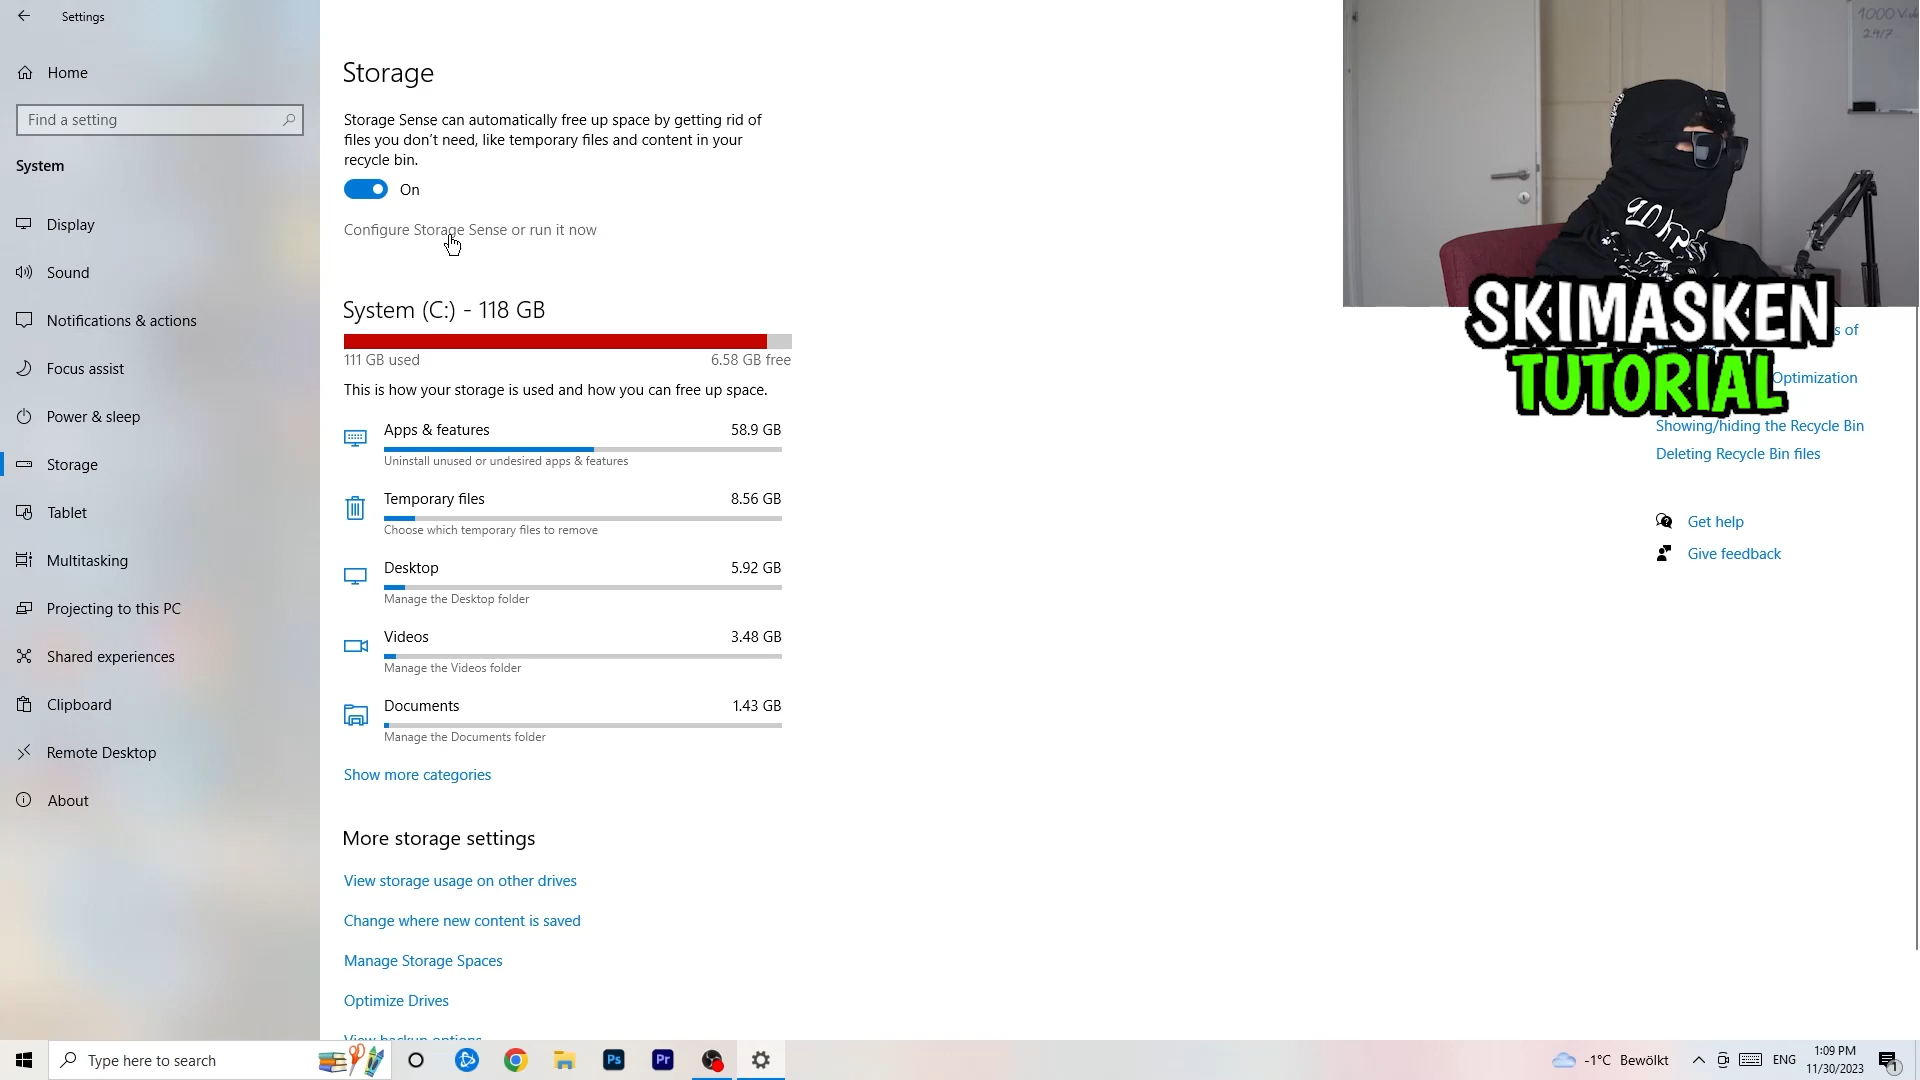 Settings
Home
Find a setting
System
Display
Sound
Notifications & actions
Focus assist
Power & sleep
Storage
Tablet
Multitasking
Projecting to this PC
Shared experiences
Clipboard
Remote Desktop
About
Storage
Storage Sense can automatically free up space by getting rid of
files you don't need, like temporary files and content in your
recycle bin.
On
Configure Storage Sense or run it now
System (C:) - 118 GB
111 GB used
6.58 GB free
This is how your storage is used and how you can free up space.
Apps & features
58.9 GB
Uninstall unused or undesired apps & features
Temporary files
8.56 GB
Choose which temporary files to remove
Desktop
5.92 GB
Manage the Desktop folder
Videos
3.48 GB
Manage the Videos folder
Documents
1.43 GB
Manage the Documents folder
Show more categories
More storage settings
View storage usage on other drives
Change where new content is saved
Manage Storage Spaces
Optimize Drives
View backup options
24/7
SKIMASKEN
TUTORIAL
of
Optimization
Showing/hiding the Recycle Bin
Deleting Recycle Bin files
Get help
Give feedback
Type here to search
Ps
Pr
-1°C Bewölkt
ENG
1:09 PM
11/30/2023
1